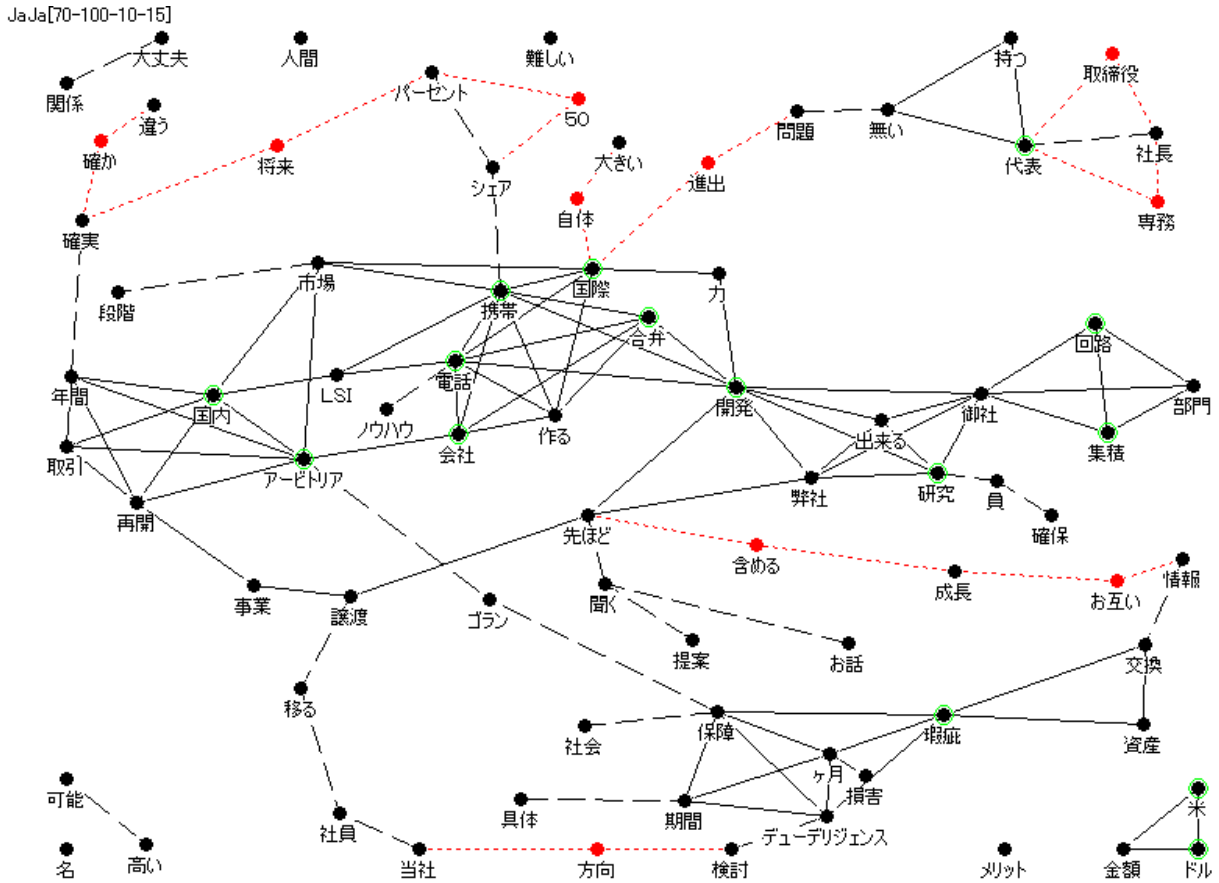 JaJa[70-100-10-15]
大丈夫
人間
難しい
持つ
取締役
関係
パーセント
違う
50
問題
無い
確か
将来
大きい
代表
社長
シェア
進出
自体
専務
確実
市場
国際
力
段階
携帯
合弁
回路
年間
国内
LSI
電話
開発
御社
部門
ノウハウ
作る
出来る
取引
アービトリア
会社
集積
再開
弊社
研究
員
先ほど
確保
含める
成長
お互い
情報
事業
譲渡
ゴラン
聞く
提案
お話
交換
移る
社会
保障
瑕疵
資産
ヶ月
損害
可能
具体
期間
米
社員
デューデリジェンス
名
高い
当社
方向
検討
メリット
金額
ドル